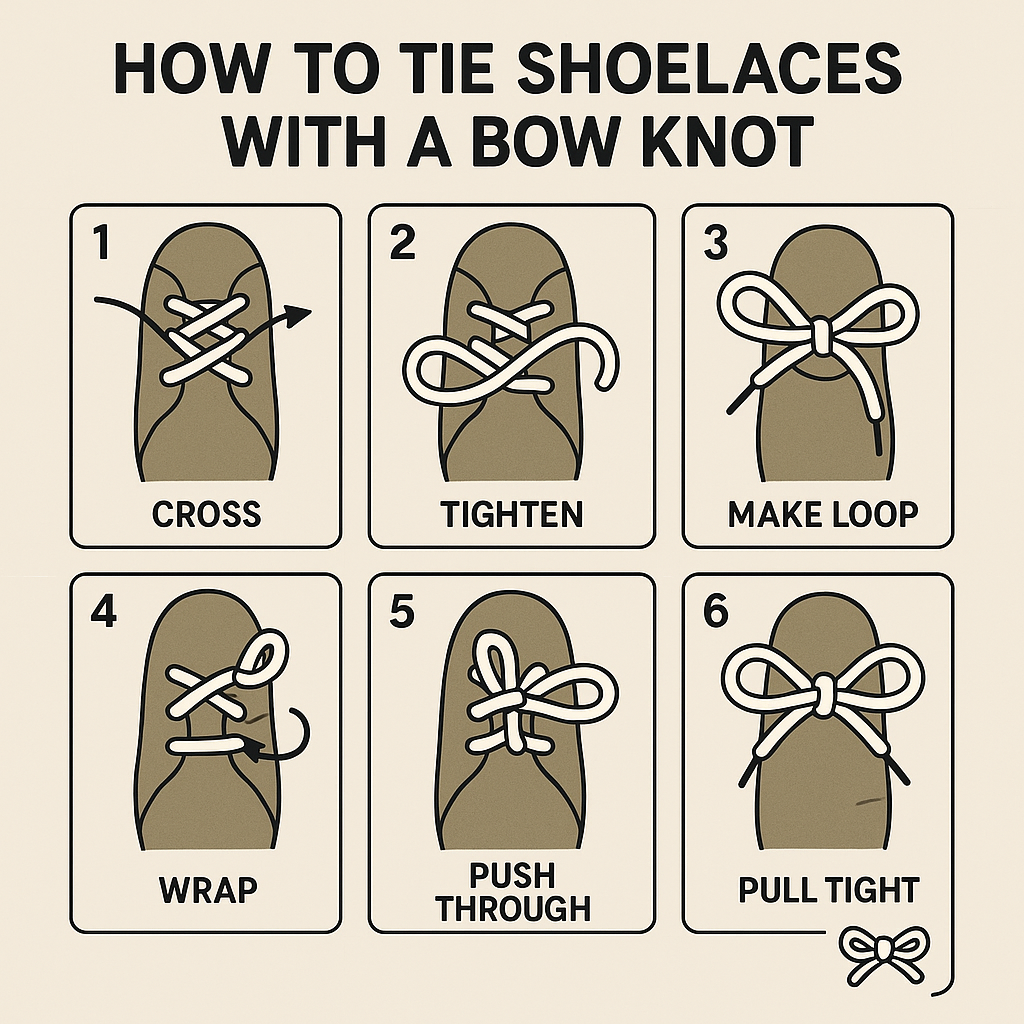 HOW TO TIE SHOELACES
WITH A BOW KNOT
1
CROSS
2
TIGHTEN
3
MAKE LOOP
4
WRAP
5
PUSH
THROUGH
6
PULL TIGHT